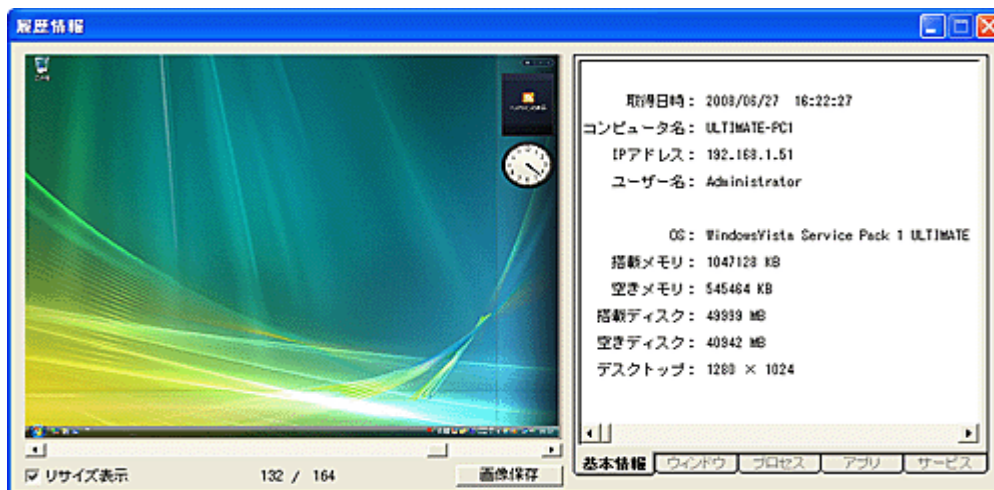 履歴情報
取得日時： 2008/06/27 16:22:27
コンピュータ名： ULTIMATE-PC1
IPアドレス： 192.168.1.51
ユーザー名： Administrator
OS： WindowsVista Service Pack 1 ULTIMATE
搭載メモリ： 1047128 KB
空きメモリ： 545464 KB
搭載ディスク： 49999 MB
空きディスク： 40942 MB
デスクトップ： 1280 × 1024
リサイズ表示 132 / 164 画像保存
基本情報 ウィンドウ プロセス アプリ サービス